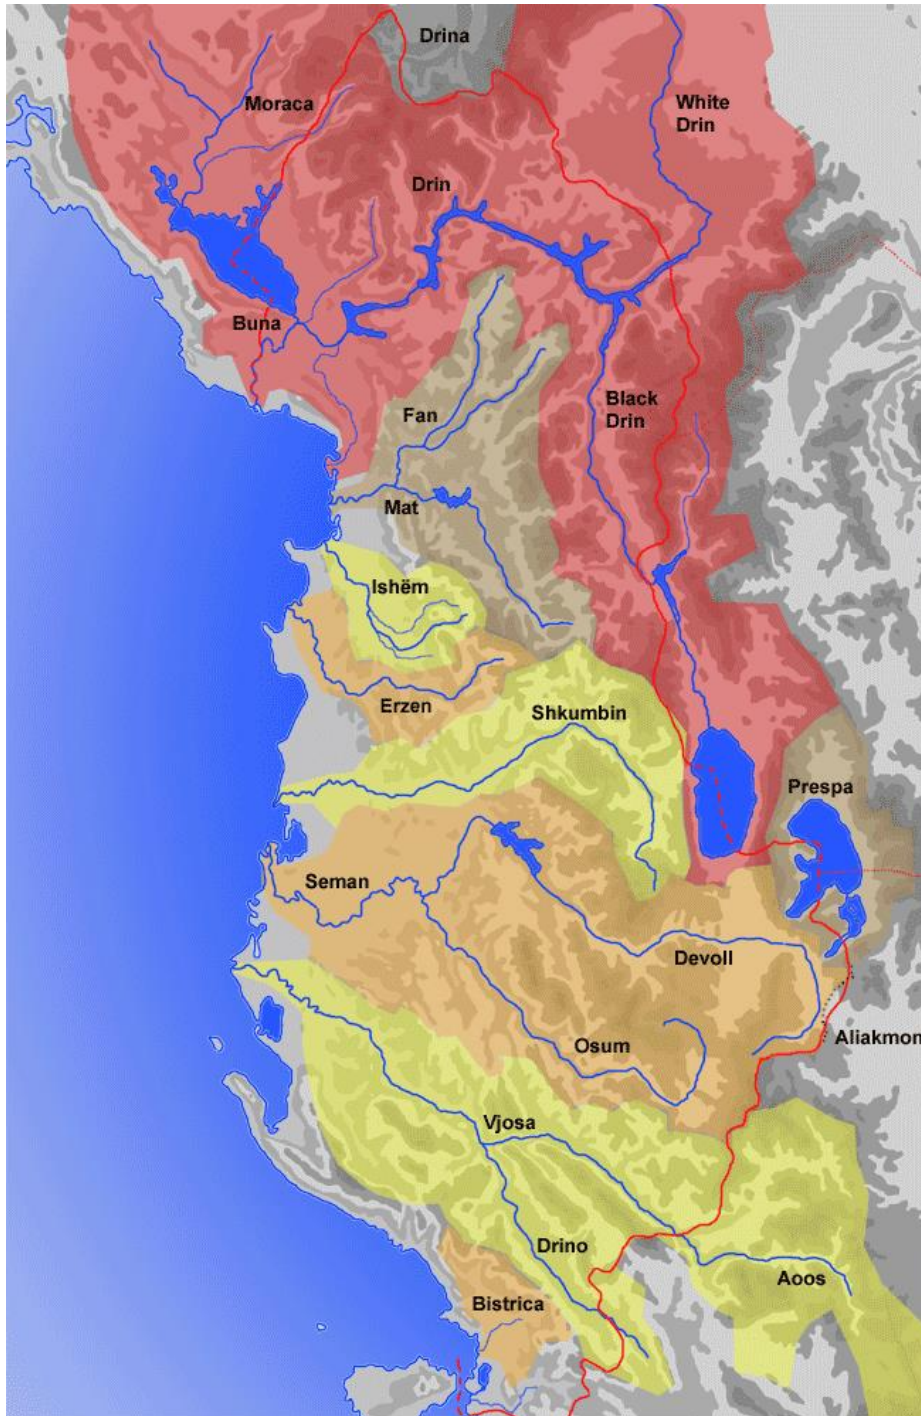 Drina
Moraca
White
Drin
Drin
Buna
Black
Drin
Fan
Mat
Ishëm
Erzen
Shkumbin
Prespa
Seman
Devoll
Osum
Aliakmon
Vjosa
Drino
Aoos
Bistrica